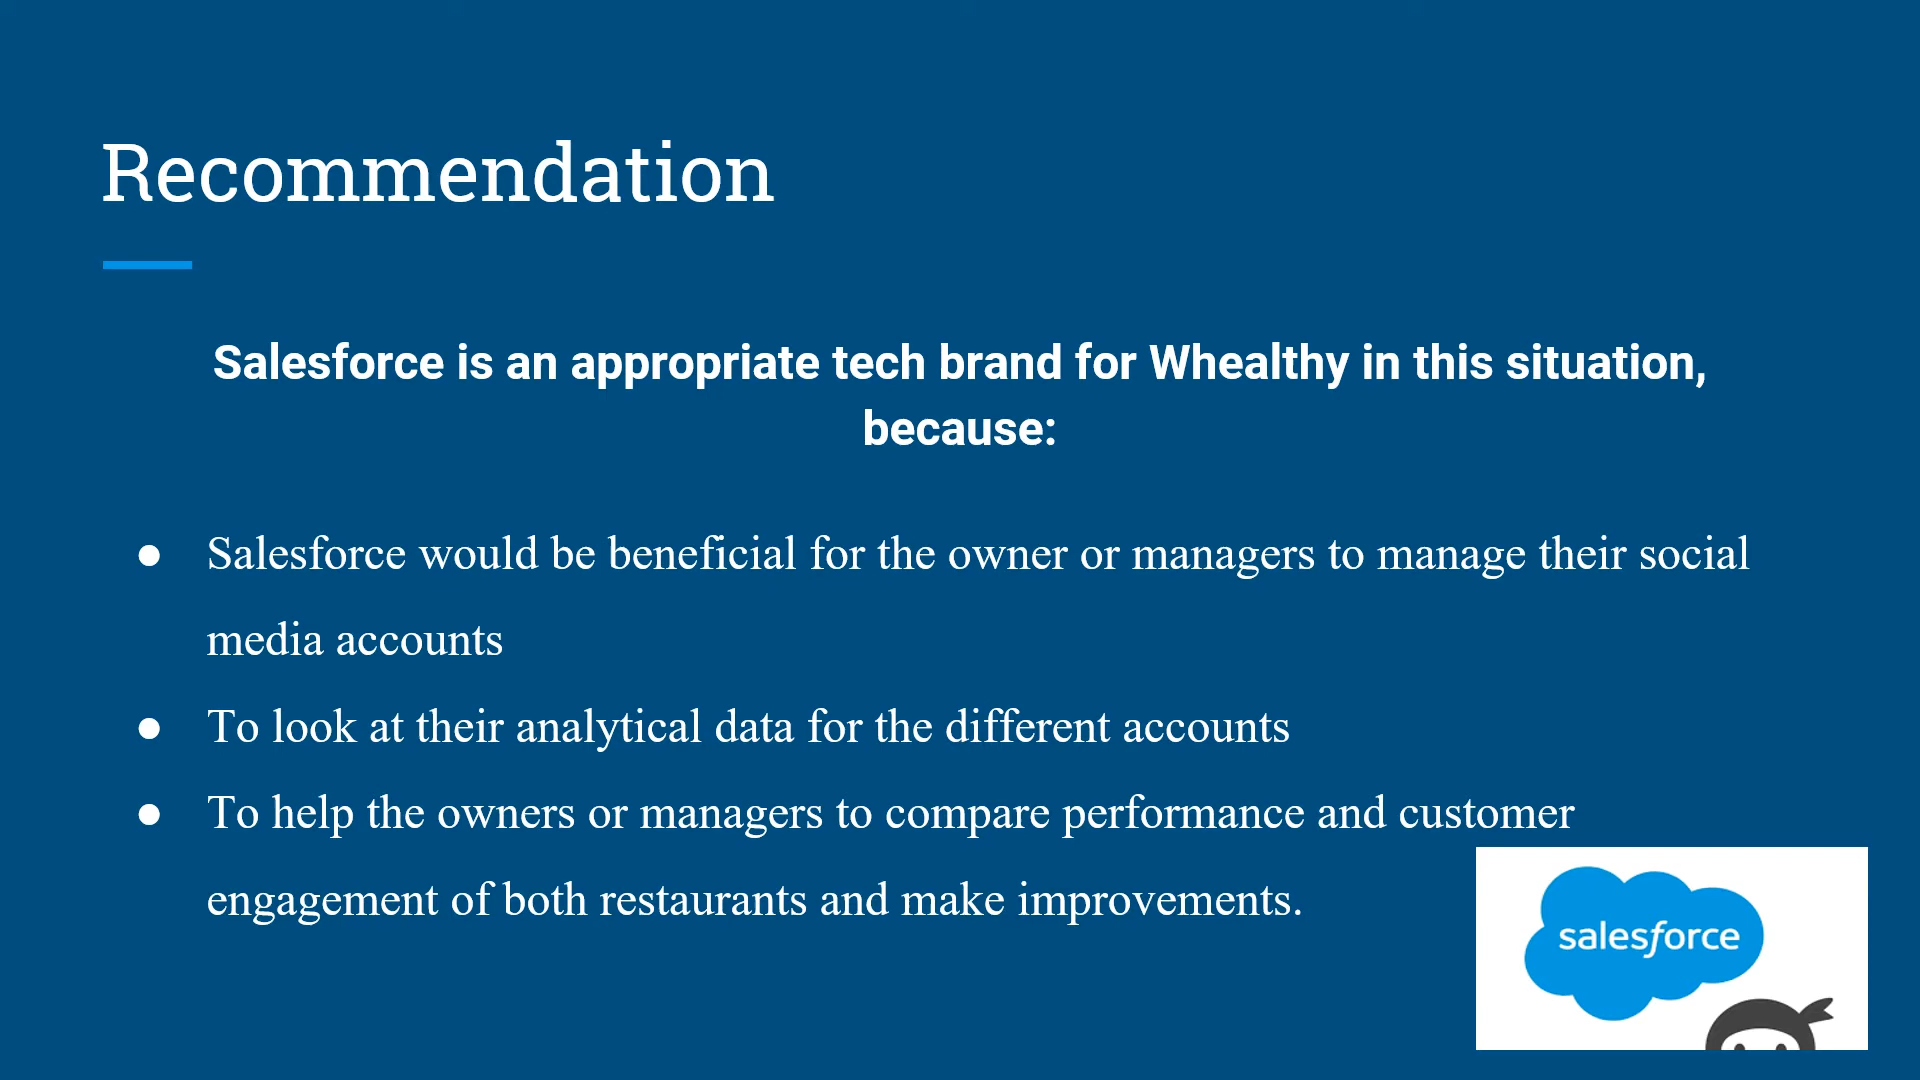 Recommendation
Salesforce is an appropriate tech brand for Whealthy in this situation,
because:
● Salesforce would be beneficial for the owner or managers to manage their social
media accounts
● To look at their analytical data for the different accounts
● To help the owners or managers to compare performance and customer
engagement of both restaurants and make improvements.
salesforce